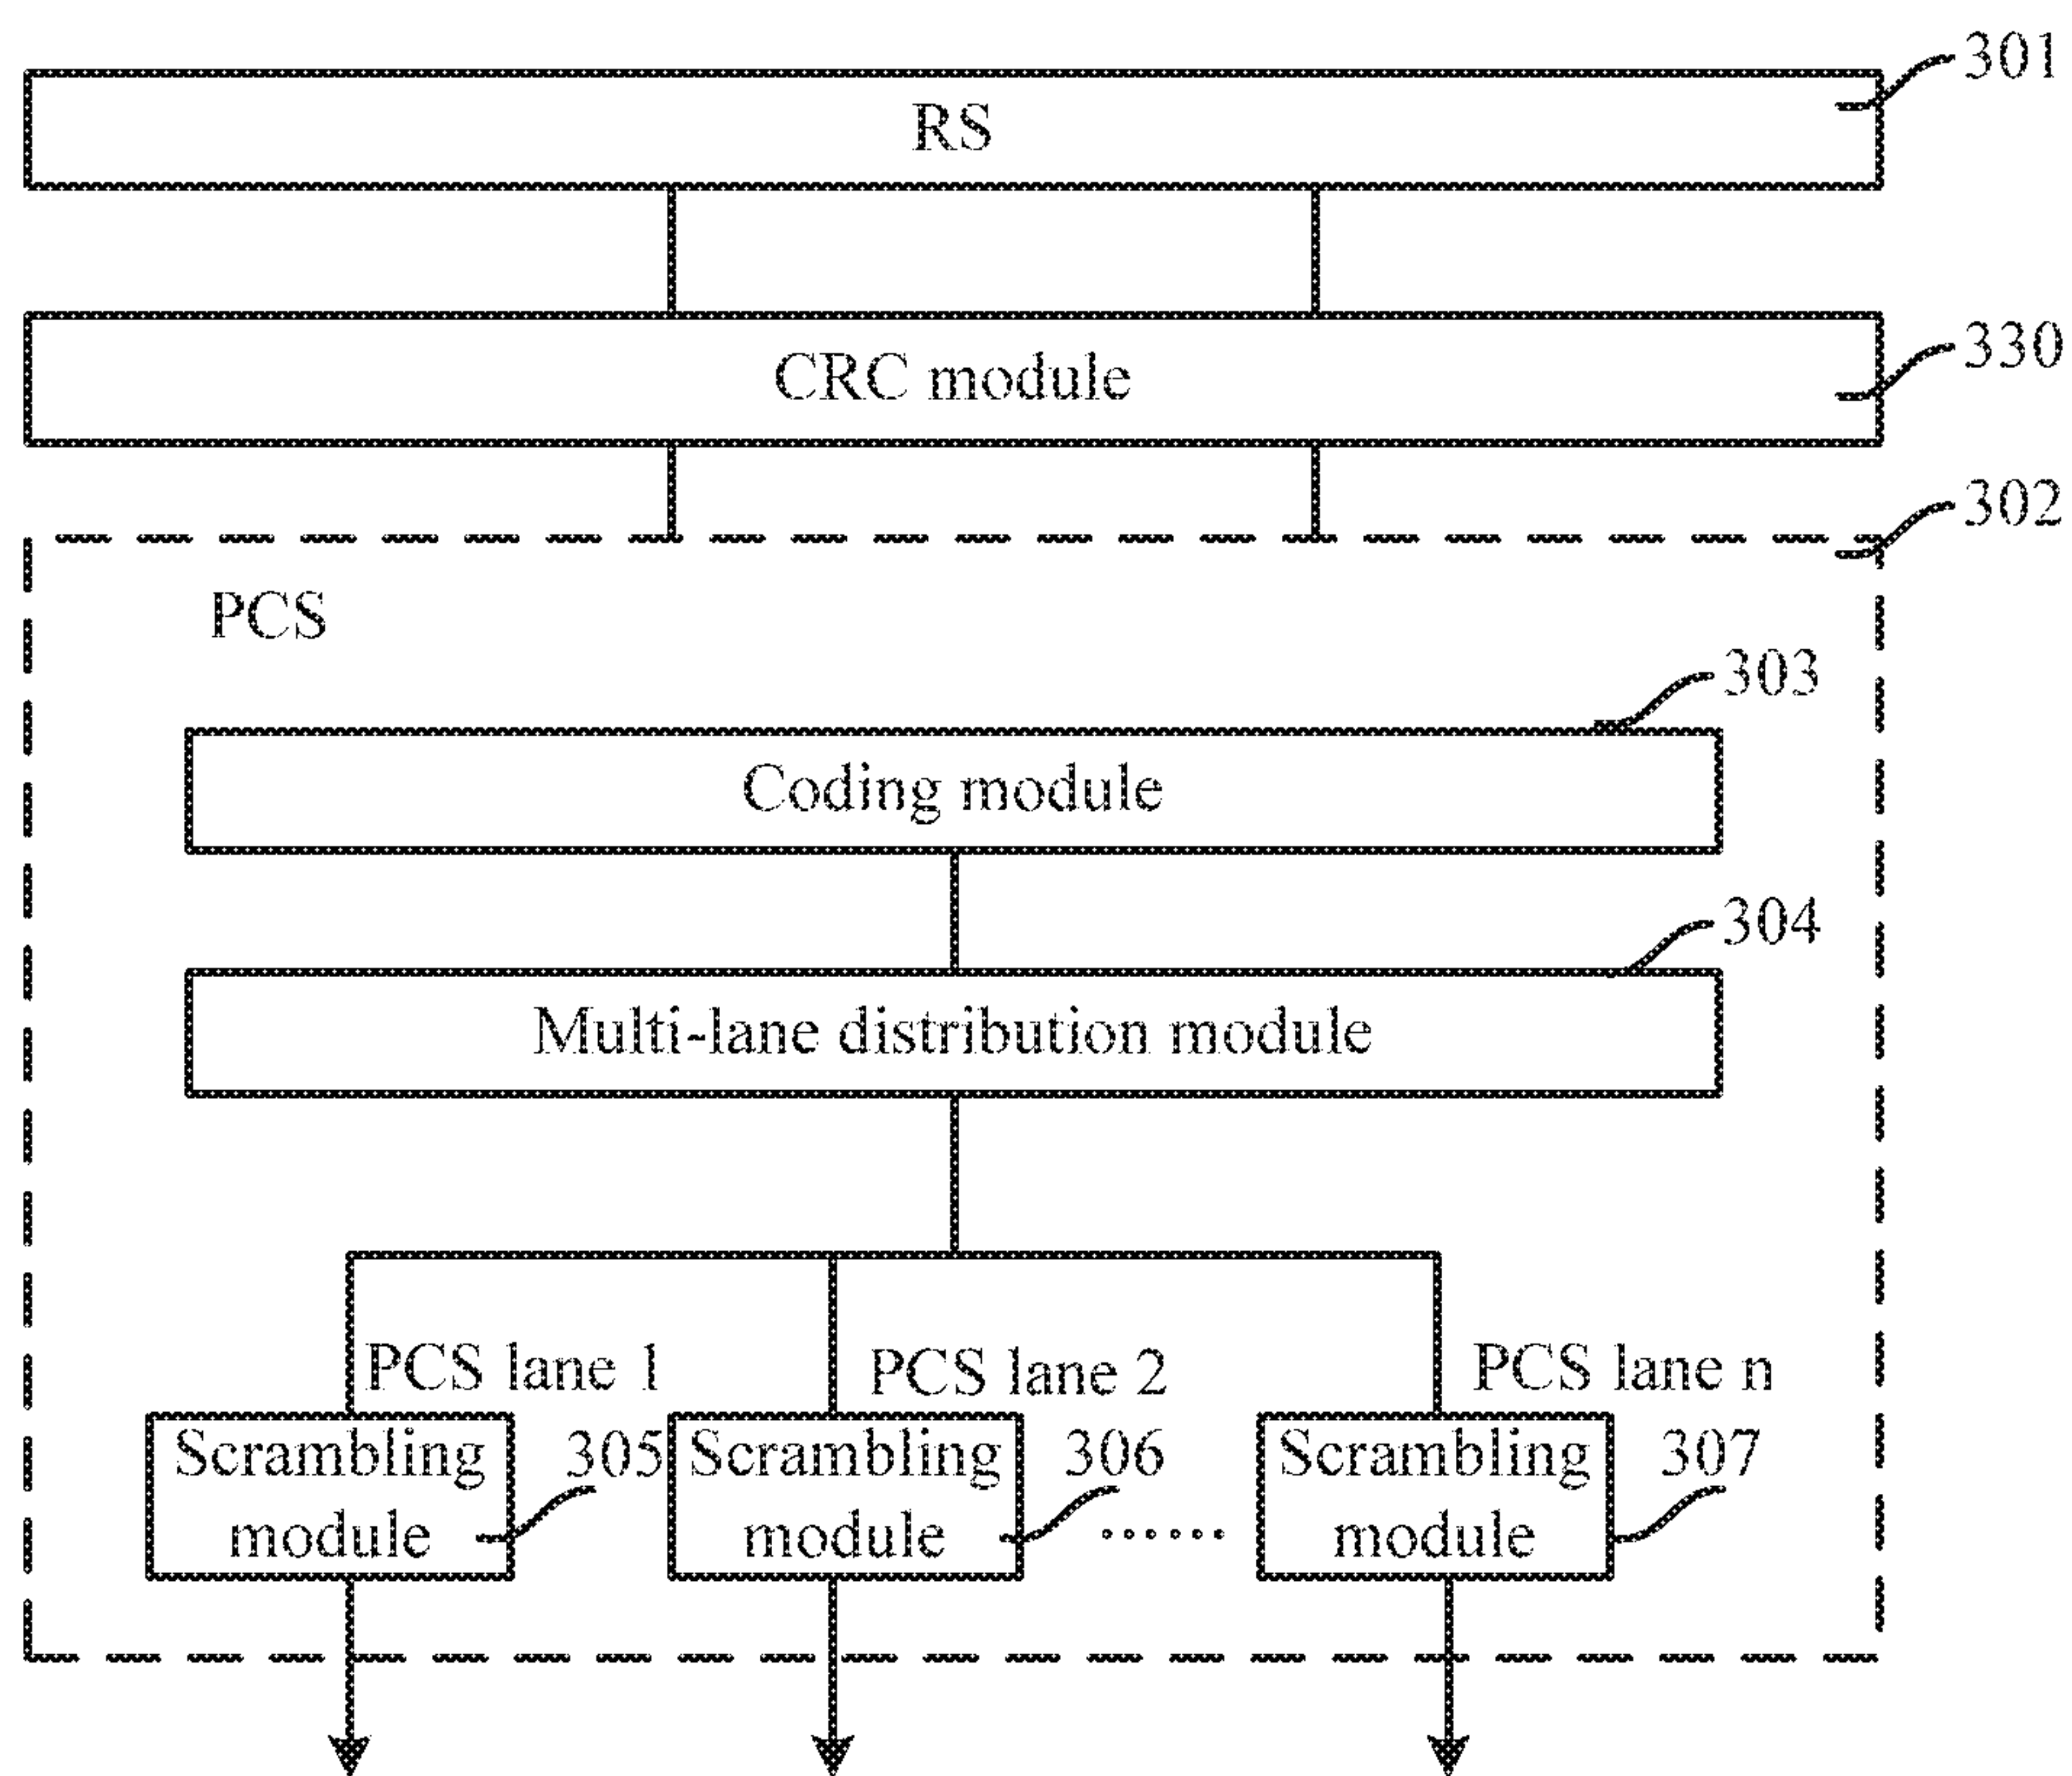 301
RS
330
CRC module
302
PCS
303
Coding module
304
Multi-lane distribution module
PCS lane 1
PCS lane 2
PCS lane n
Scrambling
module
305
Scrambling
module
306
......
Scrambling
module
307